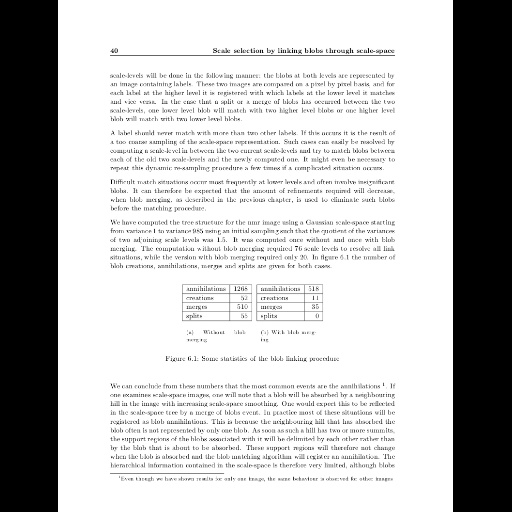 40 Scale selection by linking blobs through scale-space
scale-levels will be done in the following manner: the blobs at both levels are represented by
an image containing labels. These two images are compared on a pixel by pixel basis, and for
each label at the higher level it is registered with which labels at the lower level it matches
and vice versa. In the case that a split or a merge of blobs has occurred between the two
scale-levels, one lower level blob will match with two higher level blobs or one higher level
blob will match with two lower level blobs.
A label should never match with more than two other labels. If this occurs it is the result of
a too coarse sampling of the scale-space representation. Such cases can easily be resolved by
computing a scale-level in between the two current scale-levels and try to match blobs between
each of the old two scale-levels and the newly computed one. It might even be necessary to
repeat this dynamic re-sampling procedure a few times if a complicated situation occurs.
Difficult match situations occur most frequently at lower levels and often involve insignificant
blobs. It can therefore be expected that the amount of refinements required will decrease,
when blob merging, as described in the previous chapter, is used to eliminate such blobs
before the matching procedure.
We have computed the tree structure for the mur image using a Gaussian scale-space starting
from variance 1 to variance 985 using an initial sampling such that the quotient of the variances
of two adjoining scale levels was 1.5. It was computed once without and once with blob
merging. The computation without blob merging required 76 scale levels to resolve all link
situations, while the version with blob merging required only 20. In figure 6.1 the number of
blob creations, annihilations, merges and splits are given for both cases.
annihilations 1268 annihilations 518
creations 52 creations 11
merges 510 merges 35
splits 55 splits 0
(a) Without blob (b) With blob merg-
merging ing
Figure 6.1: Some statistics of the blob linking procedure
We can conclude from these numbers that the most common events are the annihilations 1. If
one examines scale-space images, one will note that a blob will be absorbed by a neighbouring
hill in the image with increasing scale-space smoothing. One would expect this to be reflected
in the scale-space tree by a merge of blobs event. In practice most of these situations will be
registered as blob annihilations. This is because the neighbouring hill that has absorbed the
blob often is not represented by only one blob. As soon as such a hill has two or more summits,
the support regions of the blobs associated with it will be delimited by each other rather than
by the blob that is about to be absorbed. These support regions will therefore not change
when the blob is absorbed and the blob matching algorithm will register an annihilation. The
hierarchical information contained in the scale-space is therefore very limited, although blobs
1Even though we have shown results for only one image, the same behaviour is observed for other images